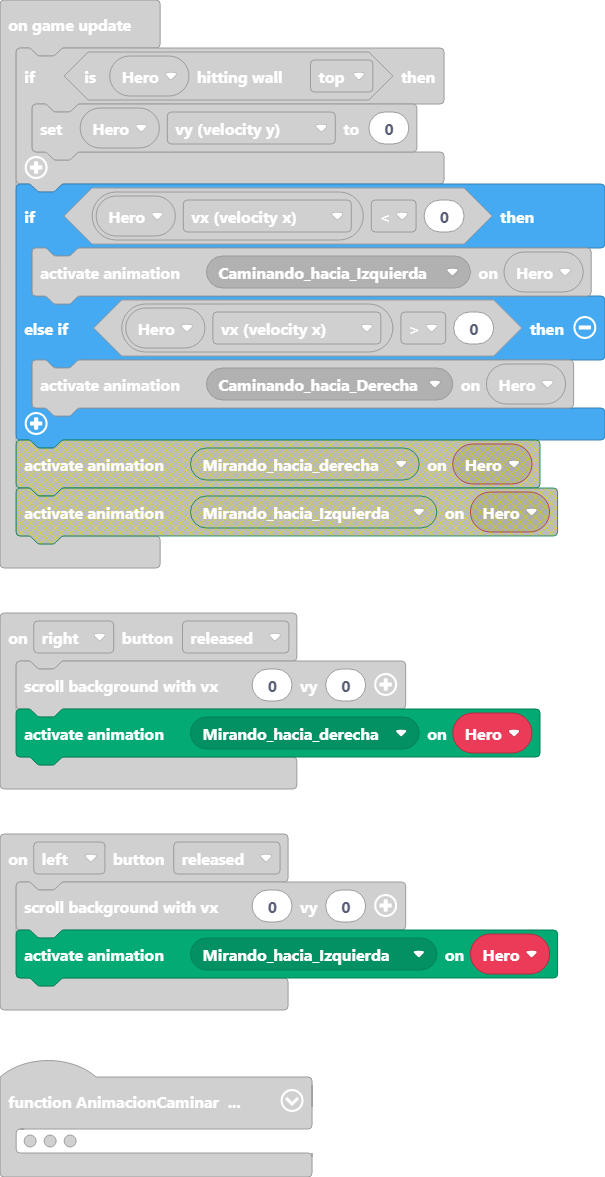 on game update
if is Hero hitting wall top then
set Hero vy (velocity y) to 0
if Hero vx (velocity x) < 0 then
activate animation Caminando_hacia_Izquierda on Hero
else if Hero vx (velocity x) > 0 then
activate animation Caminando_hacia_Derecha on Hero
activate animation Mirando_hacia_derecha on Hero
activate animation Mirando_hacia_Izquierda on Hero
on right button released
scroll background with vx 0 vy 0
activate animation Mirando_hacia_derecha on Hero
on left button released
scroll background with vx 0 vy 0
activate animation Mirando_hacia_Izquierda on Hero
function AnimacionCaminar ...